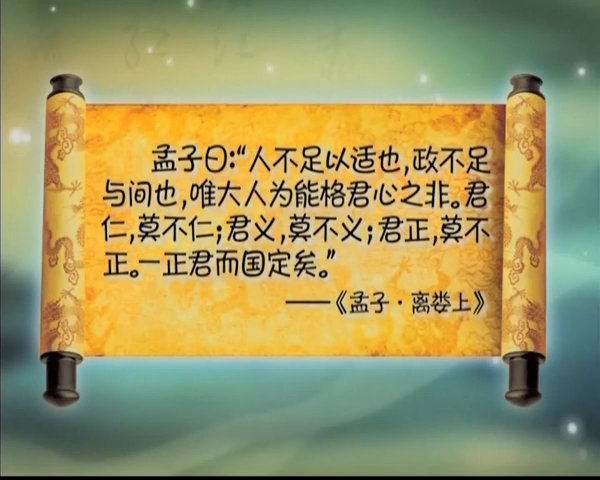 孟子曰:“人不足以适也,政不足
与间也,唯大人为能格君心之非。君
仁,莫不仁;君义,莫不义;君正,莫不
正。一正君而国定矣。”
——《孟子·离娄上》